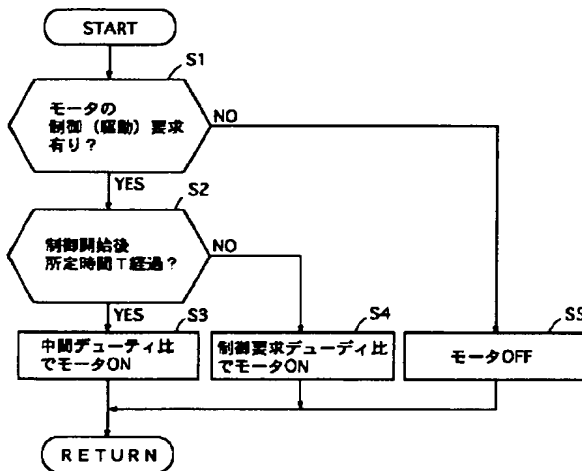 START
S1
モータの
制御(駆動)要求
有り?
NO
YES
S2
制御開始後
所定時間T経過?
NO
YES
S3
中間デューティ比
でモータON
S4
制御要求デューディ比
でモータON
S5
モータOFF
RETURN